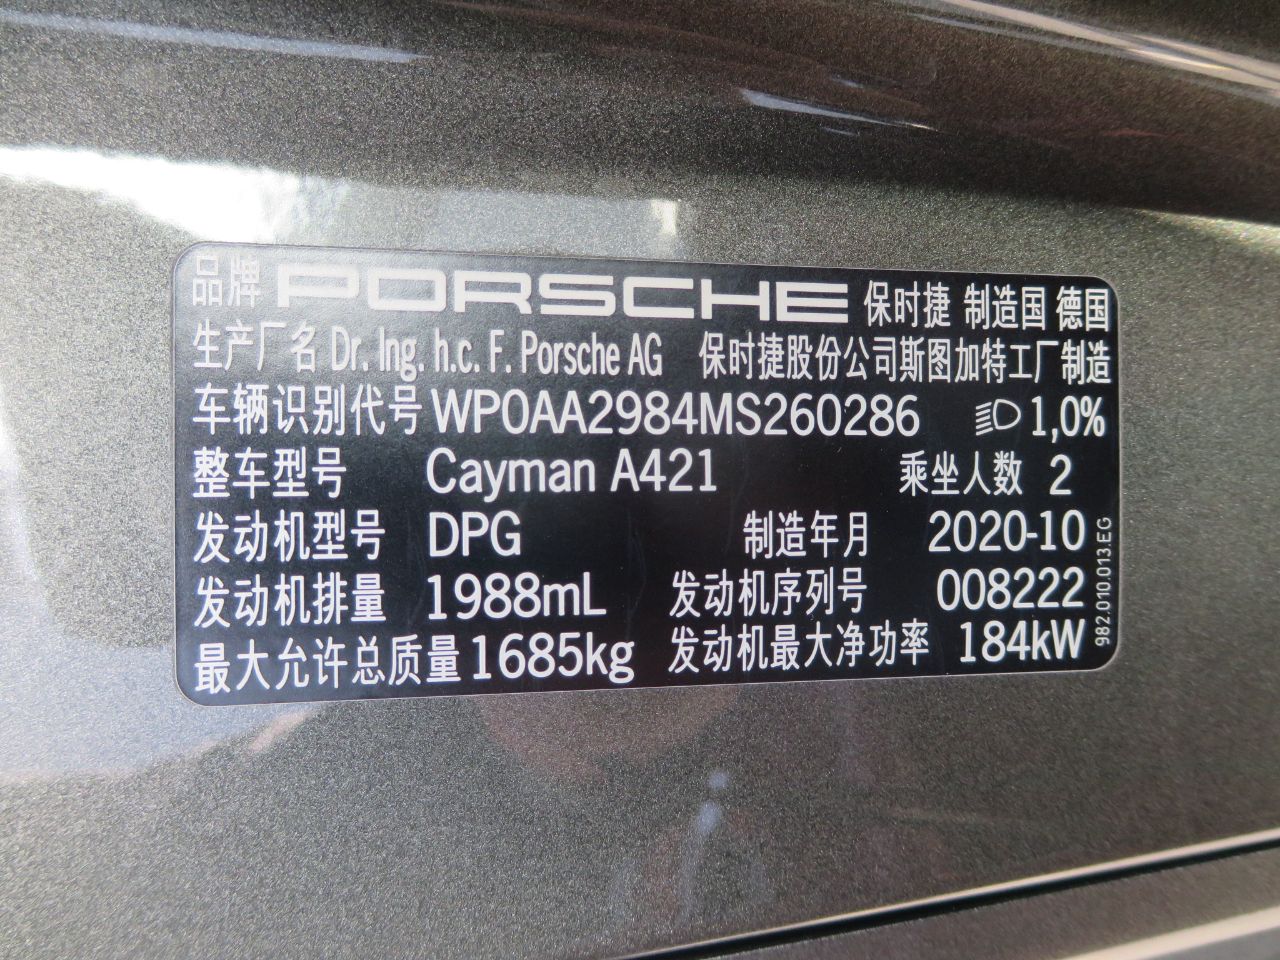 品牌 PORSCHE 保时捷 制造国 德国
生产厂名 Dr. Ing. h.c. F. Porsche AG 保时捷股份公司斯图加特工厂制造
车辆识别代号 WP0AA2984MS260286 1,0%
整车型号 Cayman A421 乘坐人数 2
发动机型号 DPG 制造年月 2020-10
发动机排量 1988mL 发动机序列号 008222
最大允许总质量 1685kg 发动机最大净功率 184kW
982.010.013.EG